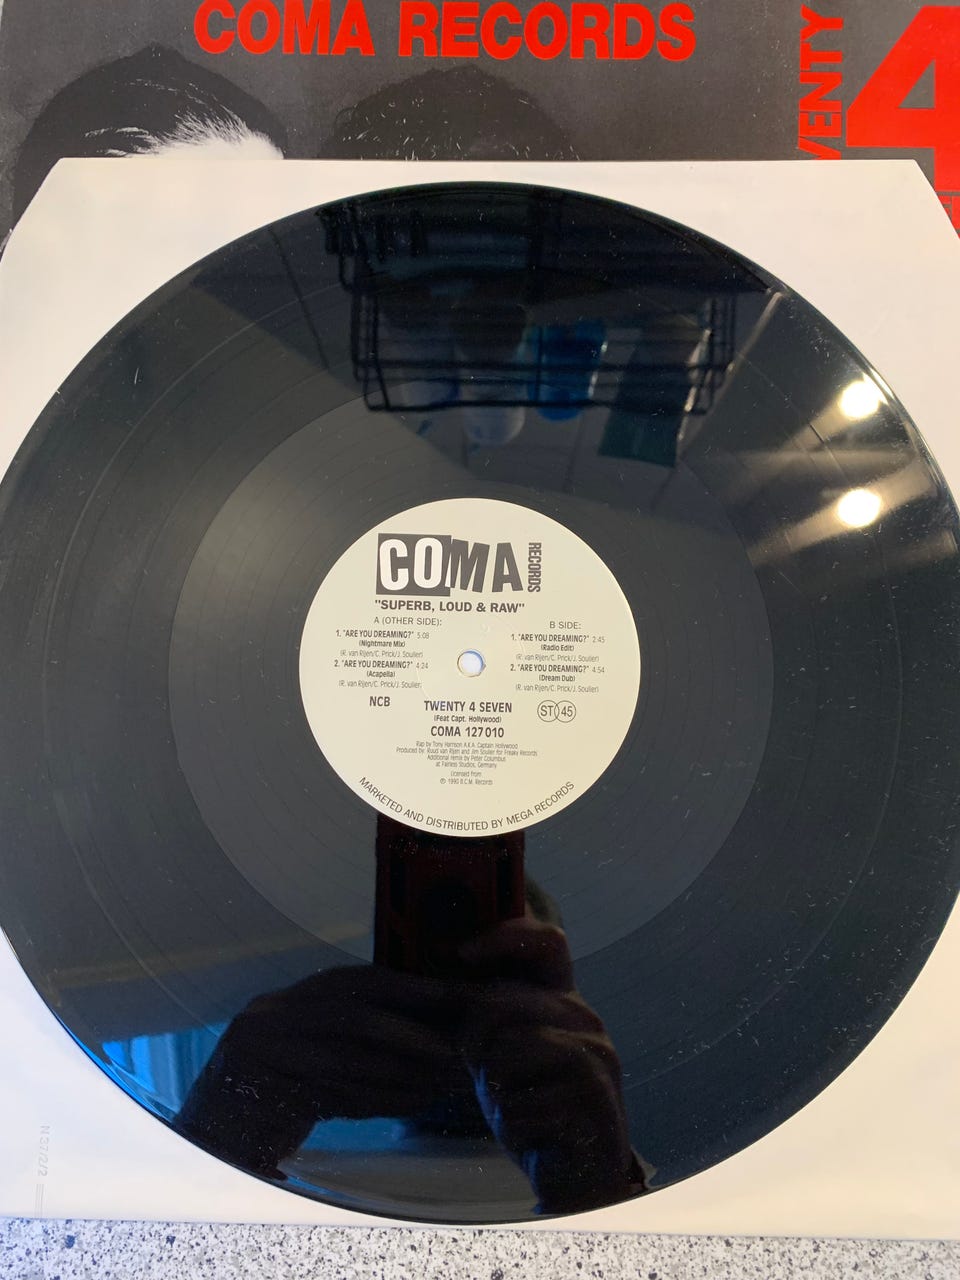 COMA RECORDS
4
COMA RECORDS
"SUPERB, LOUD & RAW"
A (OTHER SIDE):
1. "ARE YOU DREAMING?" 5:08
(Nightmare Mix)
(R. van Rijen/C. Prick/J. Soulier)
2. "ARE YOU DREAMING?" 4:24
(Acapella)
(R. van Rijen/C. Prick/J. Soulier)
B SIDE:
1. "ARE YOU DREAMING?" 2:45
(Radio Edit)
(R. van Rijen/C. Prick/J. Soulier)
2. "ARE YOU DREAMING?" 4:54
(Dream Dub)
(R. van Rijen/C. Prick/J. Soulier)
NCB
TWENTY 4 SEVEN
(Feat Capt. Hollywood)
COMA 127010
ST 45
Rap by Tony Harrison A.K.A. Captain Hollywood
Produced by: Ruud van Rijen and Jim Soulier for Freaky Records
Additional remix by Peter Columbus
at Fairless Studios, Germany
Licensed from
℗ 1990 B.C.M. Records
MARKETED AND DISTRIBUTED BY MEGA RECORDS